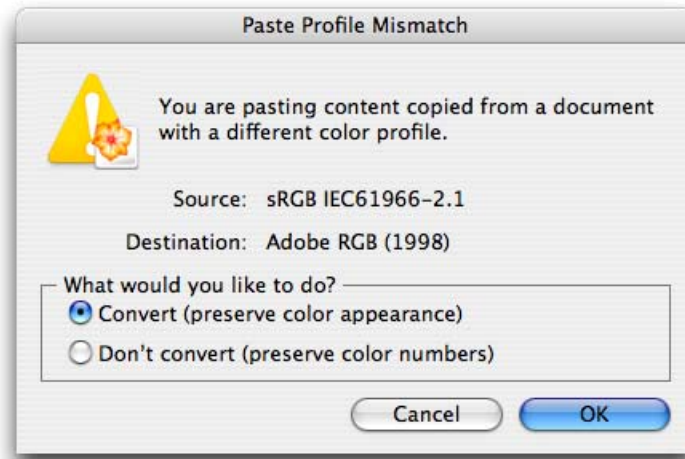 Paste Profile Mismatch
You are pasting content copied from a document
with a different color profile.
Source: sRGB IEC61966-2.1
Destination: Adobe RGB (1998)
What would you like to do?
Convert (preserve color appearance)
Don't convert (preserve color numbers)
Cancel OK